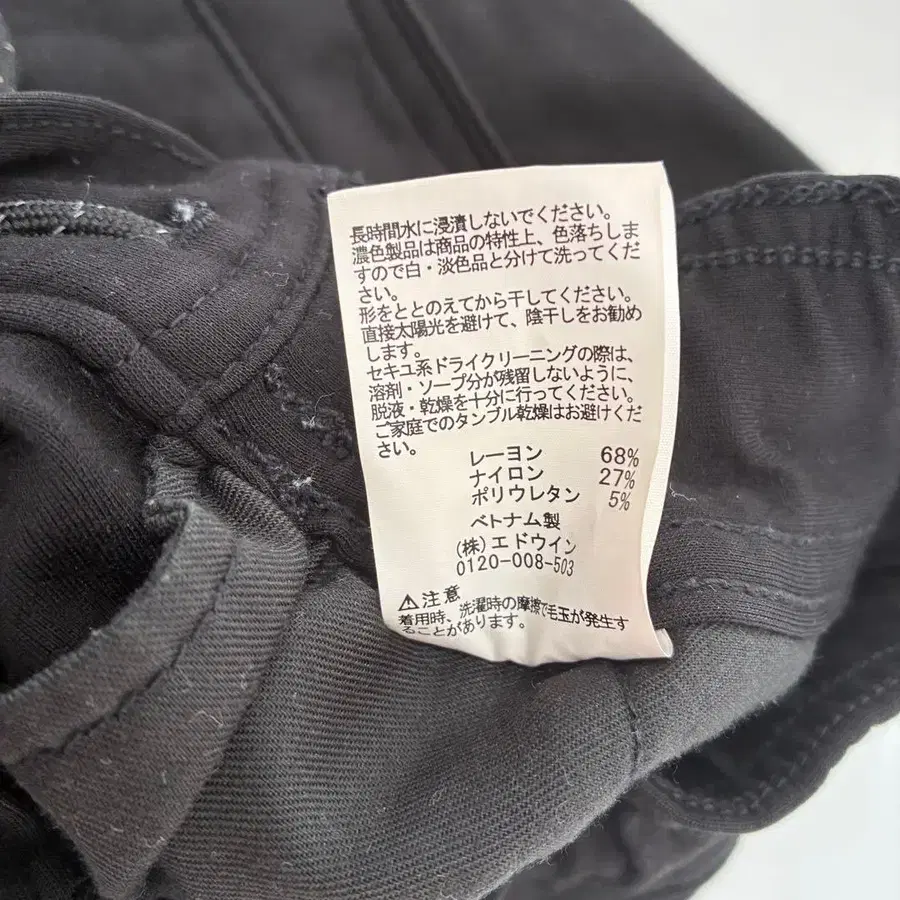 長時間水に浸漬しないでください。
濃色製品は商品の特性上、色落ちしま
すので白・淡色品と分けて洗ってくだ
さい。
形をととのえてから干してください。
直接太陽光を避けて、陰干しをお勧め
します。
セキユ系ドライクリーニングの際は、
溶剤・ソープ分が残留しないように、
脱液・乾燥を十分に行ってください。
ご家庭でのタンブル乾燥はお避けくだ
さい。
レーヨン 68%
ナイロン 27%
ポリウレタン 5%
ベトナム製
(株)エドウイン
0120-008-503
⚠注意
着用時、洗濯時の摩擦で毛玉が発生す
ることがあります。